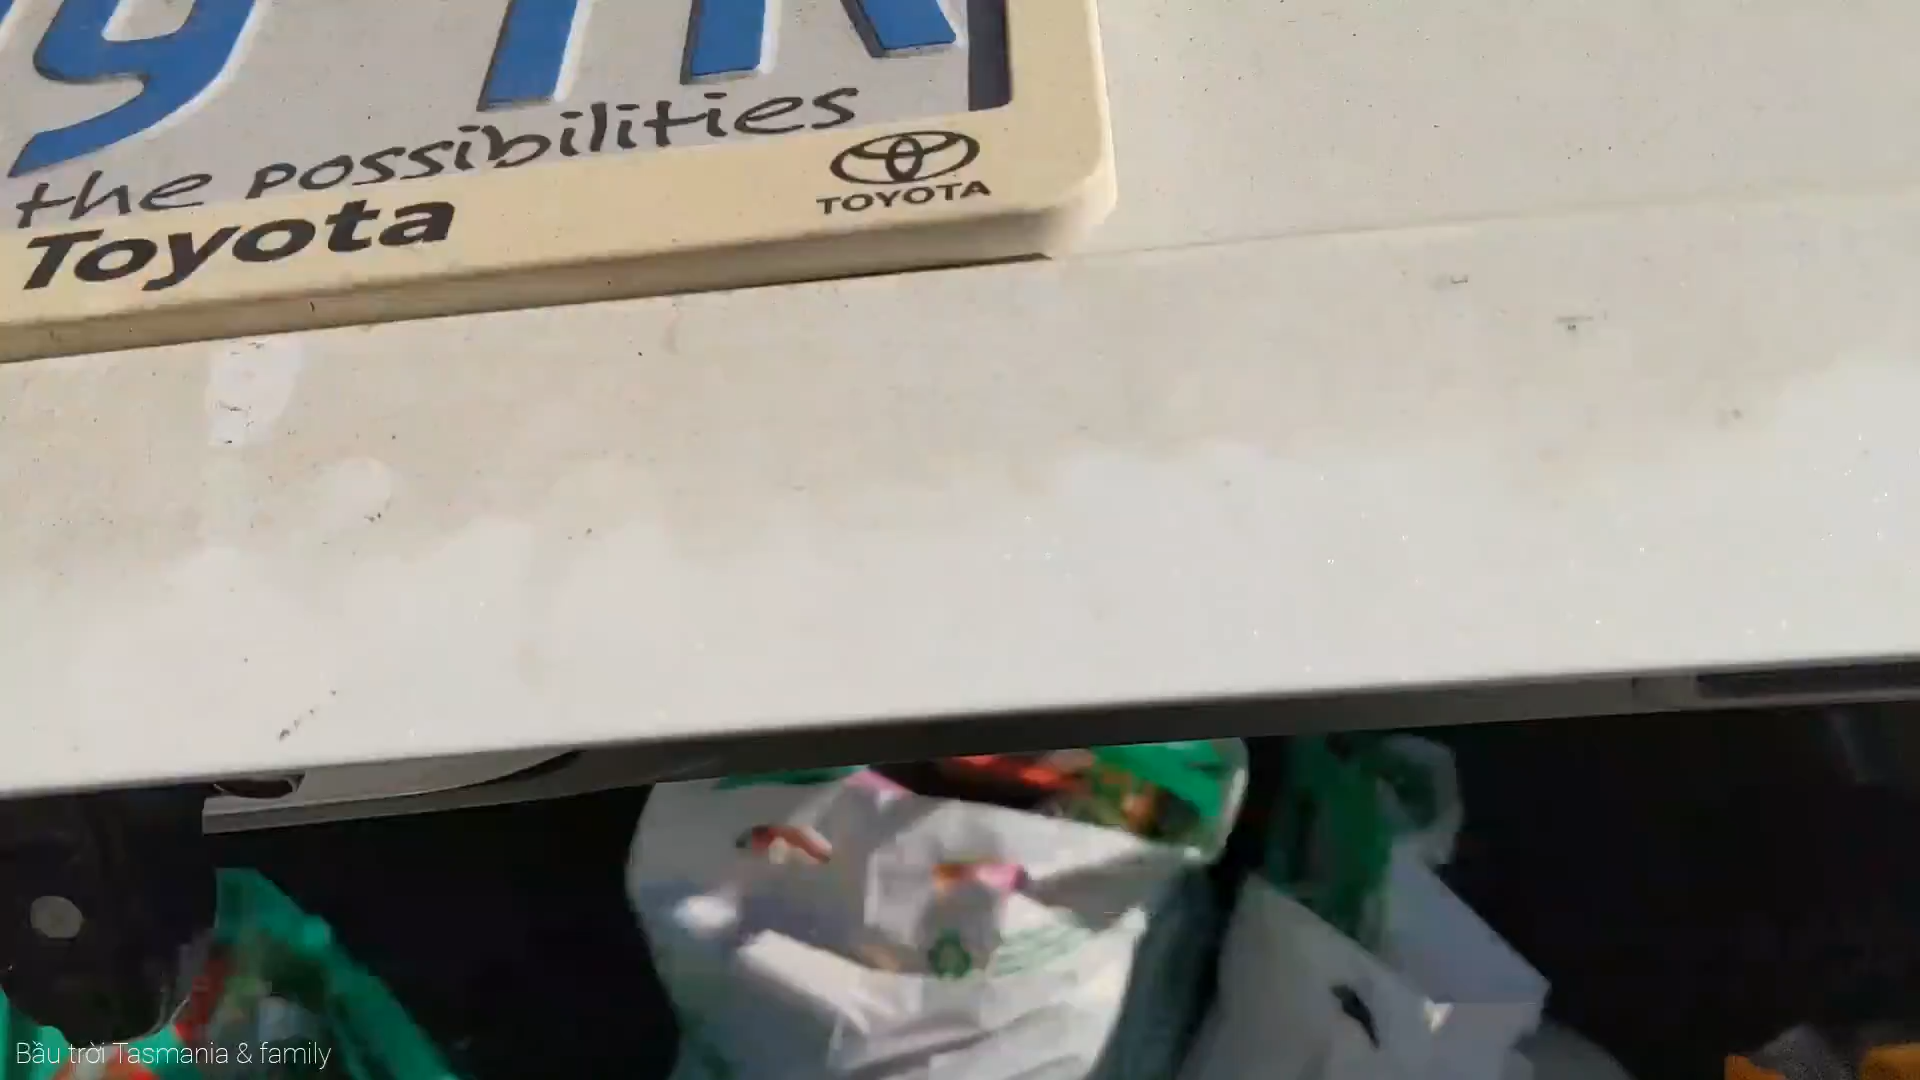 the possibilities
Toyota
TOYOTA
Bầu trời Tasmania & family